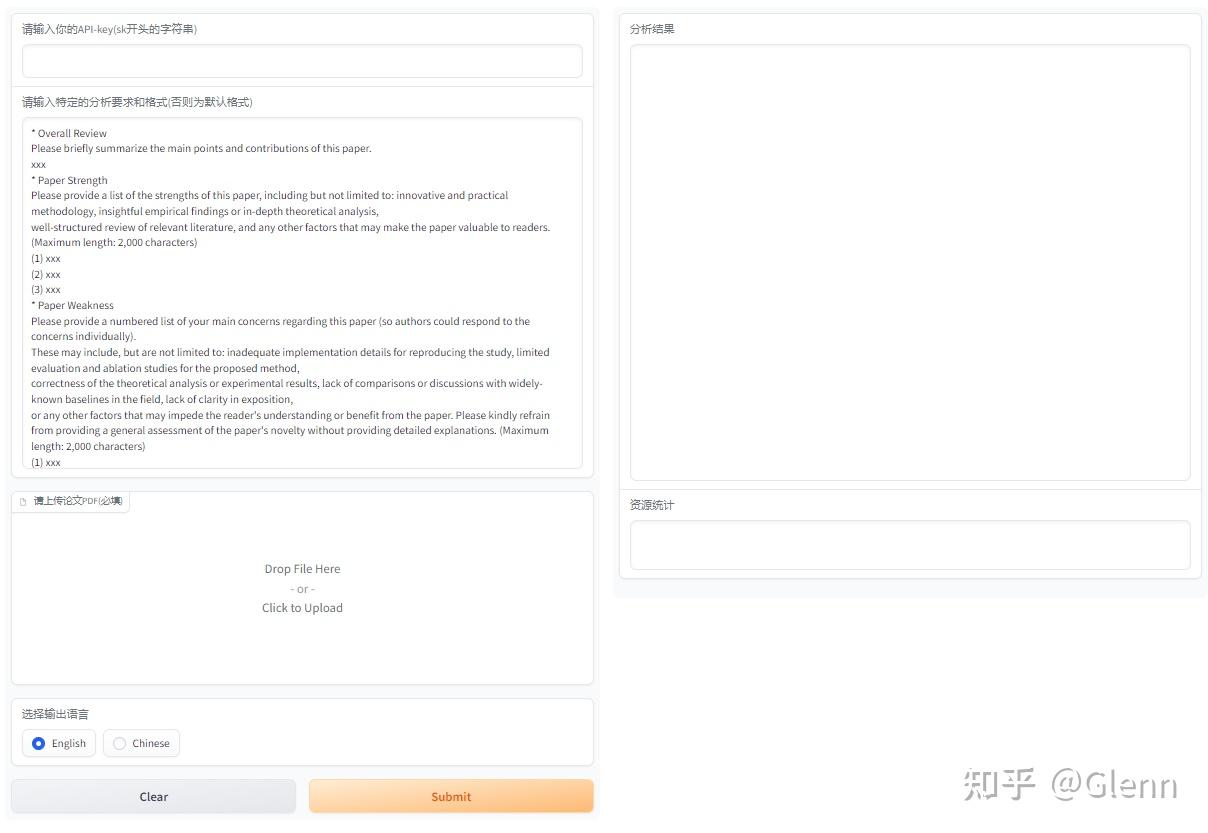 请输入你的API-key(sk开头的字符串)
请输入特定的分析要求和格式(否则为默认格式)
* Overall Review
Please briefly summarize the main points and contributions of this paper.
xxx
* Paper Strength
Please provide a list of the strengths of this paper, including but not limited to: innovative and practical
methodology, insightful empirical findings or in-depth theoretical analysis,
well-structured review of relevant literature, and any other factors that may make the paper valuable to readers.
(Maximum length: 2,000 characters)
(1) xxx
(2) xxx
(3) xxx
* Paper Weakness
Please provide a numbered list of your main concerns regarding this paper (so authors could respond to the
concerns individually).
These may include, but are not limited to: inadequate implementation details for reproducing the study, limited
evaluation and ablation studies for the proposed method,
correctness of the theoretical analysis or experimental results, lack of comparisons or discussions with widely-
known baselines in the field, lack of clarity in exposition,
or any other factors that may impede the reader's understanding or benefit from the paper. Please kindly refrain
from providing a general assessment of the paper's novelty without providing detailed explanations. (Maximum
length: 2,000 characters)
(1) xxx
请上传论文PDF(必填)
Drop File Here
- or -
Click to Upload
选择输出语言
English
Chinese
Clear
Submit
分析结果
资源统计
知乎 @Glenn